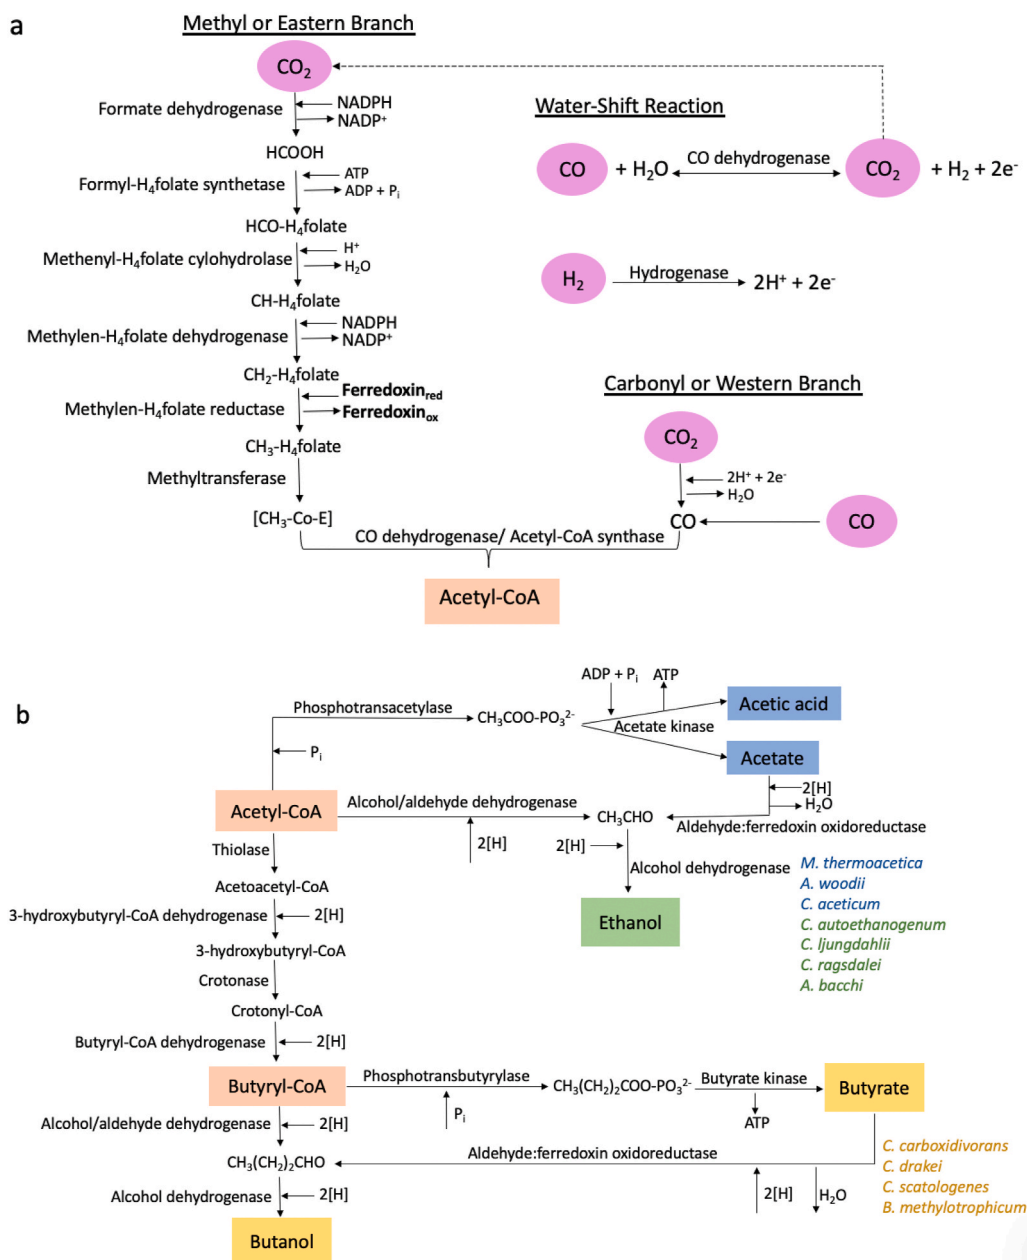 a
Methyl or Eastern Branch
CO₂
Formate dehydrogenase
NADPH
NADP⁺
HCOOH
Formyl-H₄folate synthetase
ATP
ADP + Pᵢ
HCO-H₄folate
Methenyl-H₄folate cylohydrolase
H⁺
H₂O
CH-H₄folate
Methylen-H₄folate dehydrogenase
NADPH
NADP⁺
CH₂-H₄folate
Methylen-H₄folate reductase
Ferredoxin_red
Ferredoxin_ox
CH₃-H₄folate
Methyltransferase
[CH₃-Co-E]
Water-Shift Reaction
CO + H₂O CO dehydrogenase CO₂ + H₂ + 2e⁻
H₂ Hydrogenase 2H⁺ + 2e⁻
Carbonyl or Western Branch
CO₂
2H⁺ + 2e⁻
H₂O
CO
CO
CO dehydrogenase/ Acetyl-CoA synthase
Acetyl-CoA
b
Phosphotransacetylase
Pᵢ
CH₃COO-PO₃²⁻
ADP + Pᵢ
ATP
Acetate kinase
Acetic acid
Acetate
2[H]
H₂O
Aldehyde:ferredoxin oxidoreductase
Acetyl-CoA
Alcohol/aldehyde dehydrogenase
2[H]
CH₃CHO
2[H]
Alcohol dehydrogenase
Ethanol
M. thermoacetica
A. woodii
C. aceticum
C. autoethanogenum
C. ljungdahlii
C. ragsdalei
A. bacchi
Thiolase
Acetoacetyl-CoA
3-hydroxybutyryl-CoA dehydrogenase
2[H]
3-hydroxybutyryl-CoA
Crotonase
Crotonyl-CoA
Butyryl-CoA dehydrogenase
2[H]
Butyryl-CoA
Phosphotransbutyrylase
Pᵢ
CH₃(CH₂)₂COO-PO₃²⁻
Butyrate kinase
ATP
Butyrate
Alcohol/aldehyde dehydrogenase
2[H]
Aldehyde:ferredoxin oxidoreductase
2[H]
H₂O
CH₃(CH₂)₂CHO
Alcohol dehydrogenase
2[H]
Butanol
C. carboxidivorans
C. drakei
C. scatologenes
B. methylotrophicum